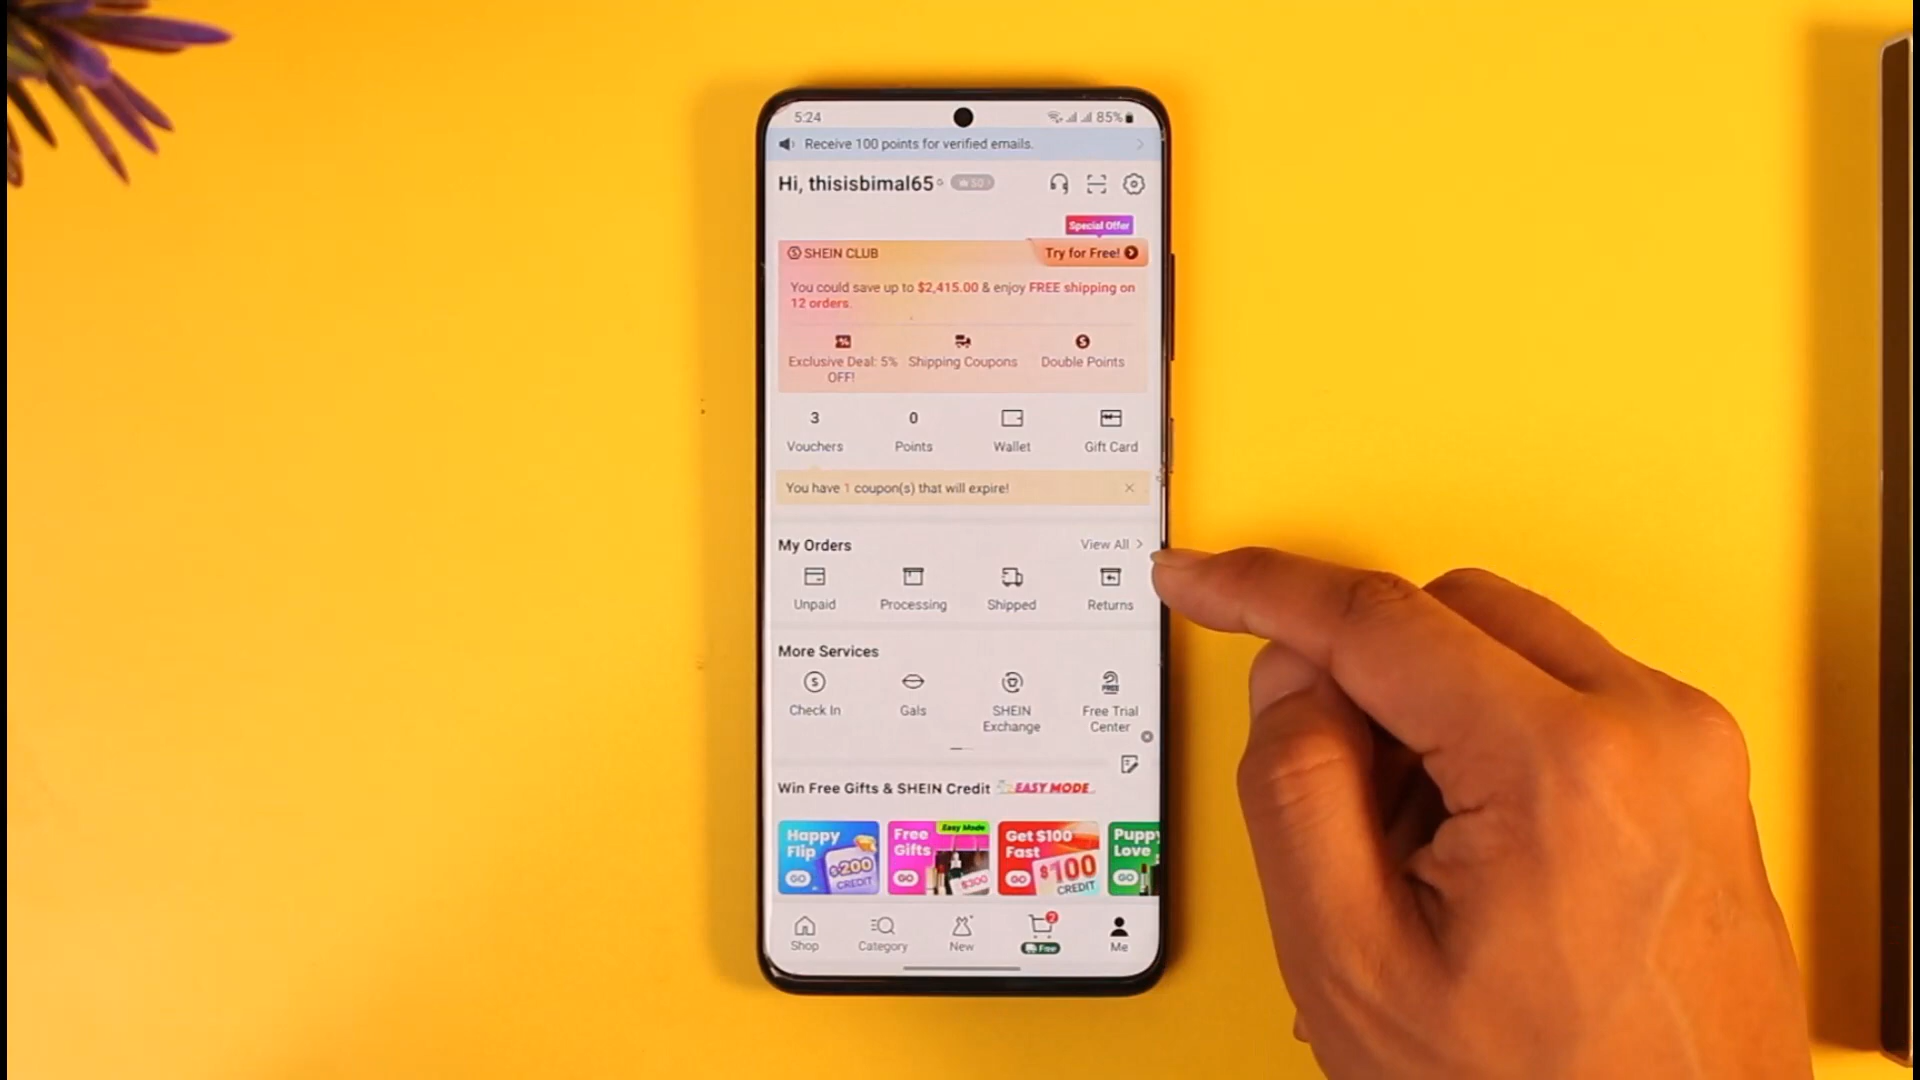 5:24 85%
Receive 100 points for verified emails.
Hi, thisisbimal65 50
Special Offer
SHEIN CLUB Try for Free!
You could save up to $2,415.00 & enjoy FREE shipping on
12 orders.
Exclusive Deal: 5% OFF! Shipping Coupons Double Points
3 0
Vouchers Points Wallet Gift Card
You have 1 coupon(s) that will expire!
My Orders View All
Unpaid Processing Shipped Returns
More Services
Check In Gals SHEIN Exchange Free Trial Center
Win Free Gifts & SHEIN Credit EASY MODE
Happy Flip GO $200 CREDIT
Free Gifts Easy Mode GO $300
Get $100 Fast GO $100 CREDIT
Puppy Love GO
2
Free
Shop Category New Me